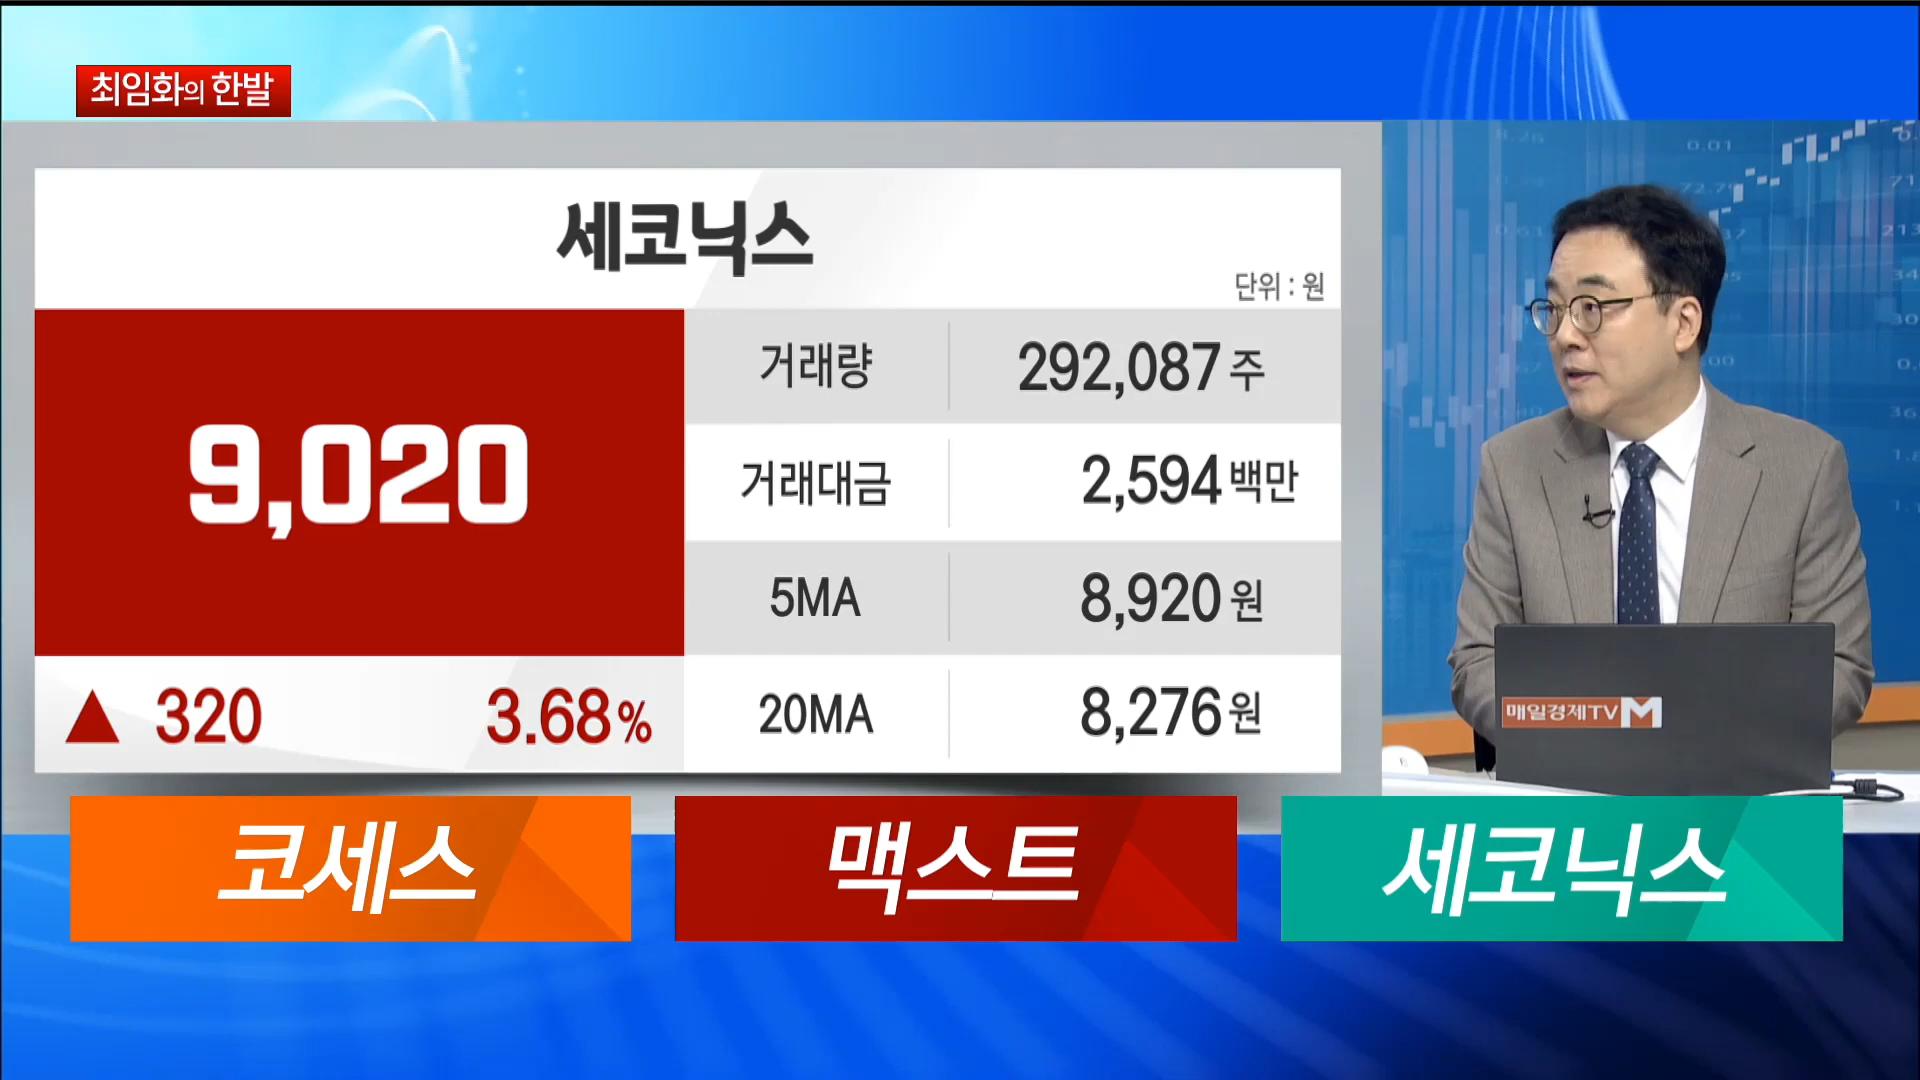 최임화의 한발
세코닉스
단위 : 원
9,020
▲ 320 3.68%
거래량 292,087 주
거래대금 2,594 백만
5MA 8,920 원
20MA 8,276 원
매일경제TV M
코세스
맥스트
세코닉스